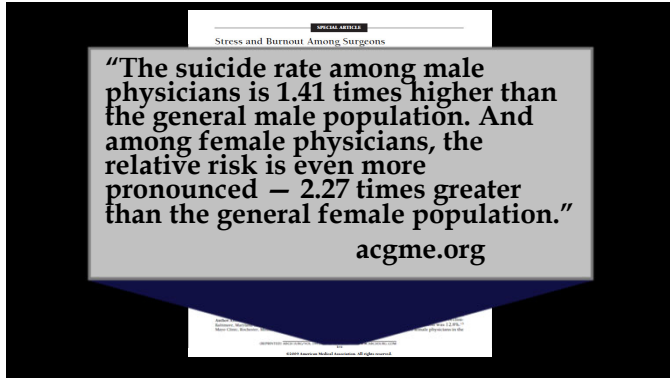 SPECIAL ARTICLE
Stress and Burnout Among Surgeons
“The suicide rate among male
physicians is 1.41 times higher than
the general male population. And
among female physicians, the
relative risk is even more
pronounced — 2.27 times greater
than the general female population.”
acgme.org
©2009 American Medical Association. All rights reserved.